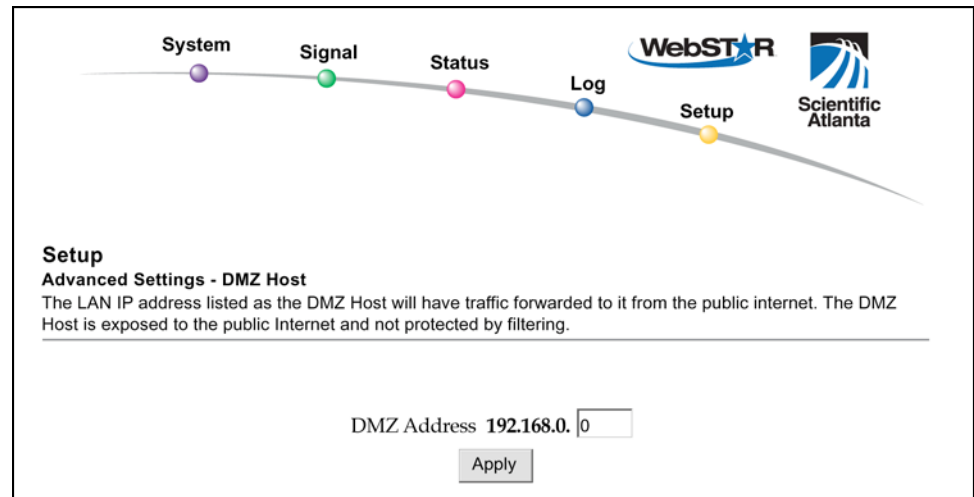 System
Signal
Status
Log
Setup
WebSTAR
Scientific
Atlanta
Setup
Advanced Settings - DMZ Host
The LAN IP address listed as the DMZ Host will have traffic forwarded to it from the public internet. The DMZ
Host is exposed to the public Internet and not protected by filtering.
DMZ Address 192.168.0. 0
Apply